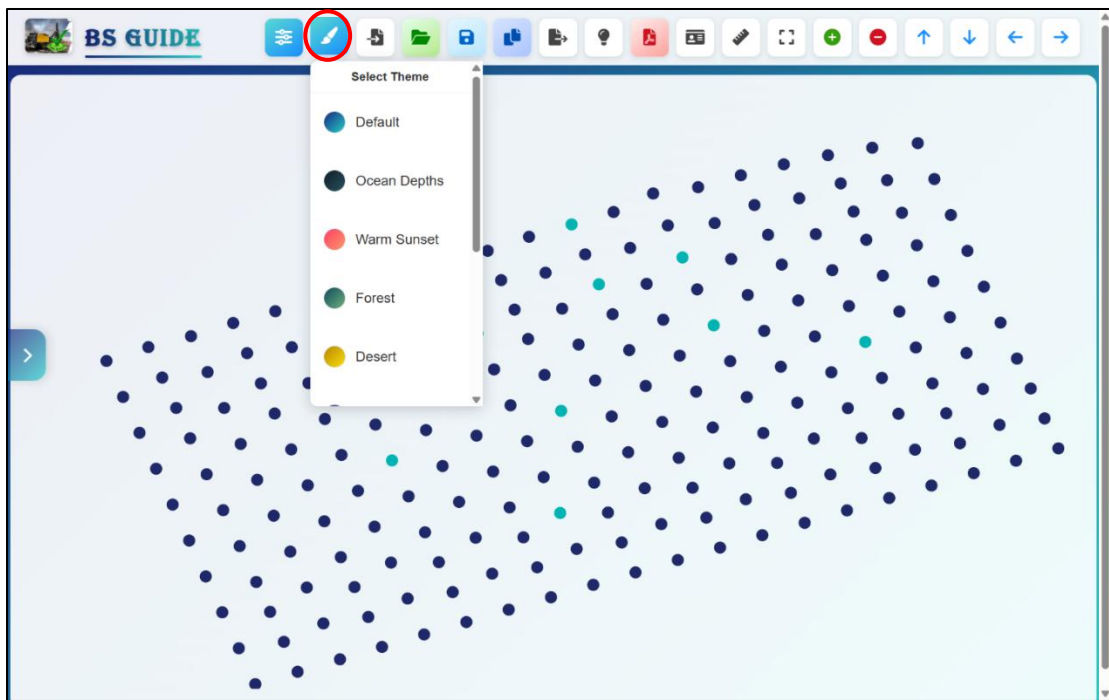 BS GUIDE
Select Theme
Default
Ocean Depths
Warm Sunset
Forest
Desert